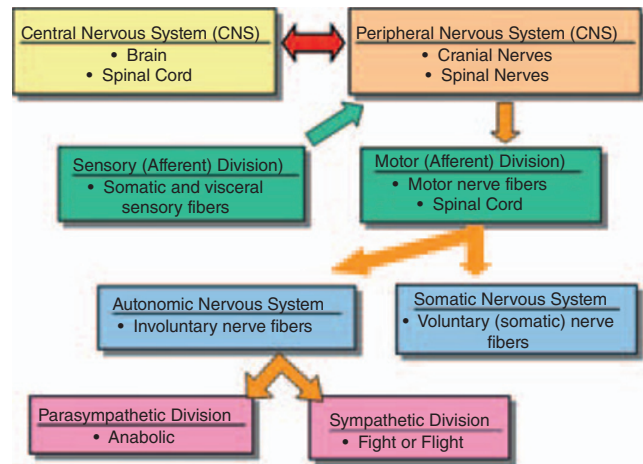 Central Nervous System (CNS)
• Brain
• Spinal Cord
Peripheral Nervous System (CNS)
• Cranial Nerves
• Spinal Nerves
Sensory (Afferent) Division)
• Somatic and visceral
sensory fibers
Motor (Afferent) Division)
• Motor nerve fibers
• Spinal Cord
Autonomic Nervous System
• Involuntary nerve fibers
Somatic Nervous System
• Voluntary (somatic) nerve
fibers
Parasympathetic Division
• Anabolic
Sympathetic Division
• Fight or Flight